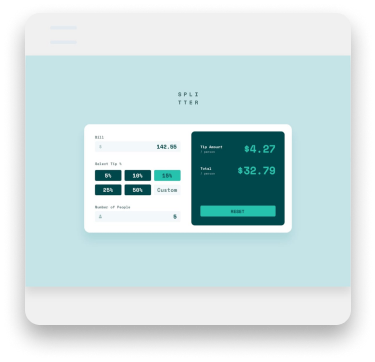 SPLI
TTER
Bill
$ 142.55
Select Tip %
5% 10% 15%
25% 50% Custom
Number of People
5
Tip Amount
/ person
$4.27
Total
/ person
$32.79
RESET